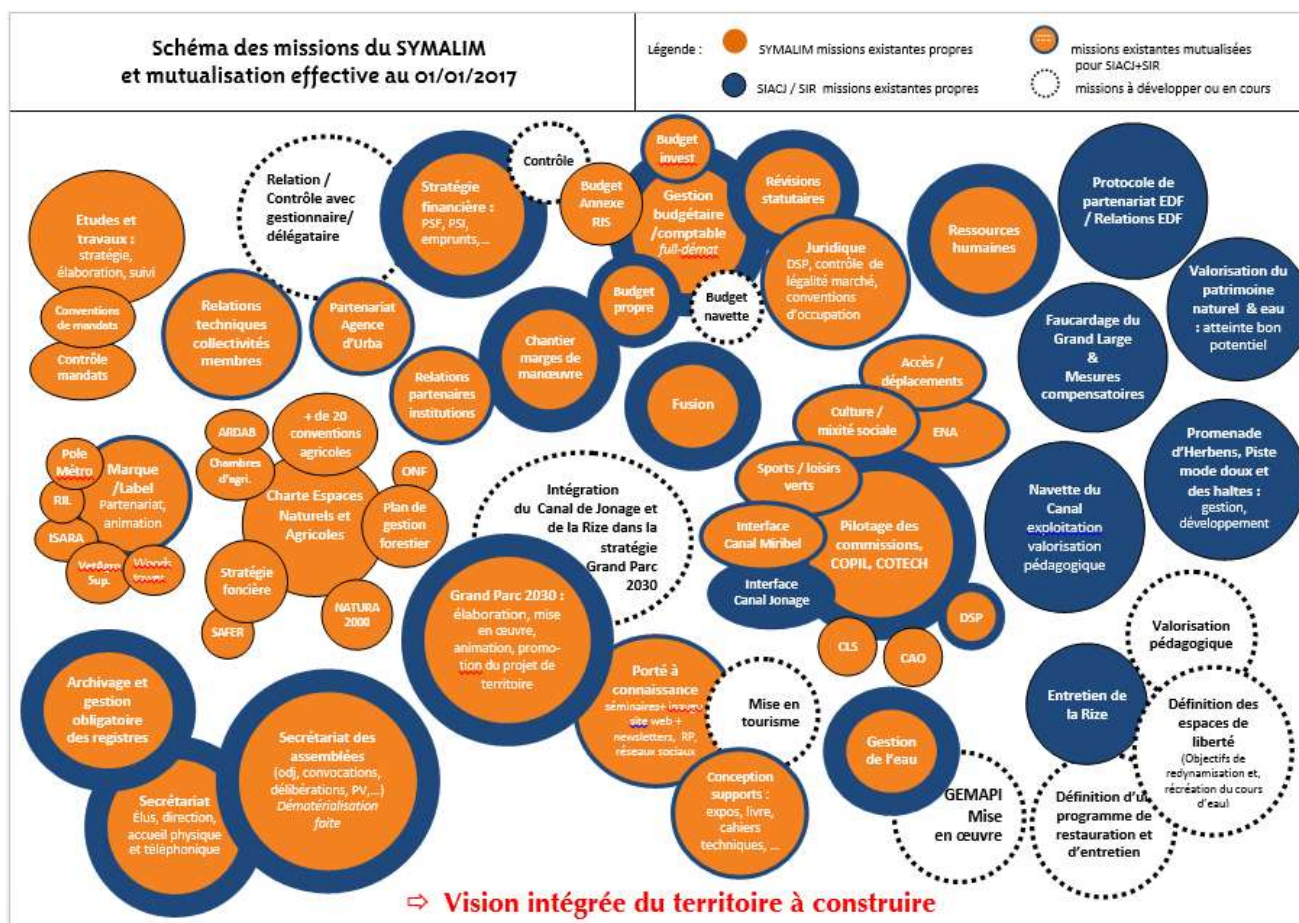 Schéma des missions du SYMALIM
et mutualisation effective au 01/01/2017
Légende :
SYMALIM missions existantes propres
SIACJ / SIR missions existantes propres
missions existantes mutualisées
pour SIACJ+SIR
missions à développer ou en cours
Etudes et
travaux :
stratégie,
élaboration, suivi
Conventions
de mandats
Contrôle
mandats
Relation /
Contrôle avec
gestionnaire/
délégataire
Relations
techniques
collectivités
membres
Partenariat
Agence
d'Urba
Stratégie
financière :
PSF, PSI,
emprunts,...
Contrôle
Budget
Annexe
RIS
Budget
invest
Gestion
budgétaire
/comptable
full-démat
Budget
propre
Budget
navette
Révisions
statutaires
Juridique
DSP, contrôle de
légalité marché,
conventions
d'occupation
Ressources
humaines
Protocole de
partenariat EDF
/ Relations EDF
Valorisation du
patrimoine
naturel & eau
: atteinte bon
potentiel
Faucardage du
Grand Large
&
Mesures
compensatoires
Relations
partenaires
institutions
Chantier
marges de
manœuvre
Fusion
Accès /
déplacements
Culture /
mixité sociale
ENA
Sports / loisirs
verts
Interface
Canal Miribel
Interface
Canal Jonage
Pilotage des
commissions,
COPIL, COTECH
DSP
CLS
CAO
Promenade
d'Herbens, Piste
mode doux et
des haltes :
gestion,
développement
Navette du
Canal
exploitation
valorisation
pédagogique
Pole
Métro
RIL
ISARA
VetAgro
Sup.
Marque
/Label
Partenariat,
animation
ARDAB
Chambres
d'agri.
+ de 20
conventions
agricoles
Charte Espaces
Naturels et
Agricoles
ONF
Plan de
gestion
forestier
Stratégie
foncière
SAFER
NATURA
2000
Intégration
du Canal de Jonage et
de la Rize dans la
stratégie
Grand Parc
2030
Grand Parc 2030 :
élaboration, mise
en œuvre,
animation, promo-
tion du projet de
territoire
Porté à
connaissance
séminaires+
site web +
newsletters, RP,
réseaux sociaux
Mise en
tourisme
Conception
supports :
expos, livre,
cahiers
techniques, ...
Gestion
de l'eau
GEMAPI
Mise
en œuvre
Entretien de
la Rize
Valorisation
pédagogique
Définition des
espaces de
liberté
(Objectifs de
redynamisation et,
récréation du cours
d'eau)
Définition d'un
programme de
restauration et
d'entretien
Archivage et
gestion
obligatoire
des registres
Secrétariat
Élus, direction,
accueil physique
et téléphonique
Secrétariat des
assemblées
(odj, convocations,
délibérations, PV,...)
Dématérialisation
faite
⇨ Vision intégrée du territoire à construire